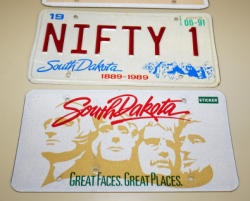 19
06-91
NIFTY 1
South Dakota
1889-1989
South Dakota
STICKER
GREAT FACES. GREAT PLACES.